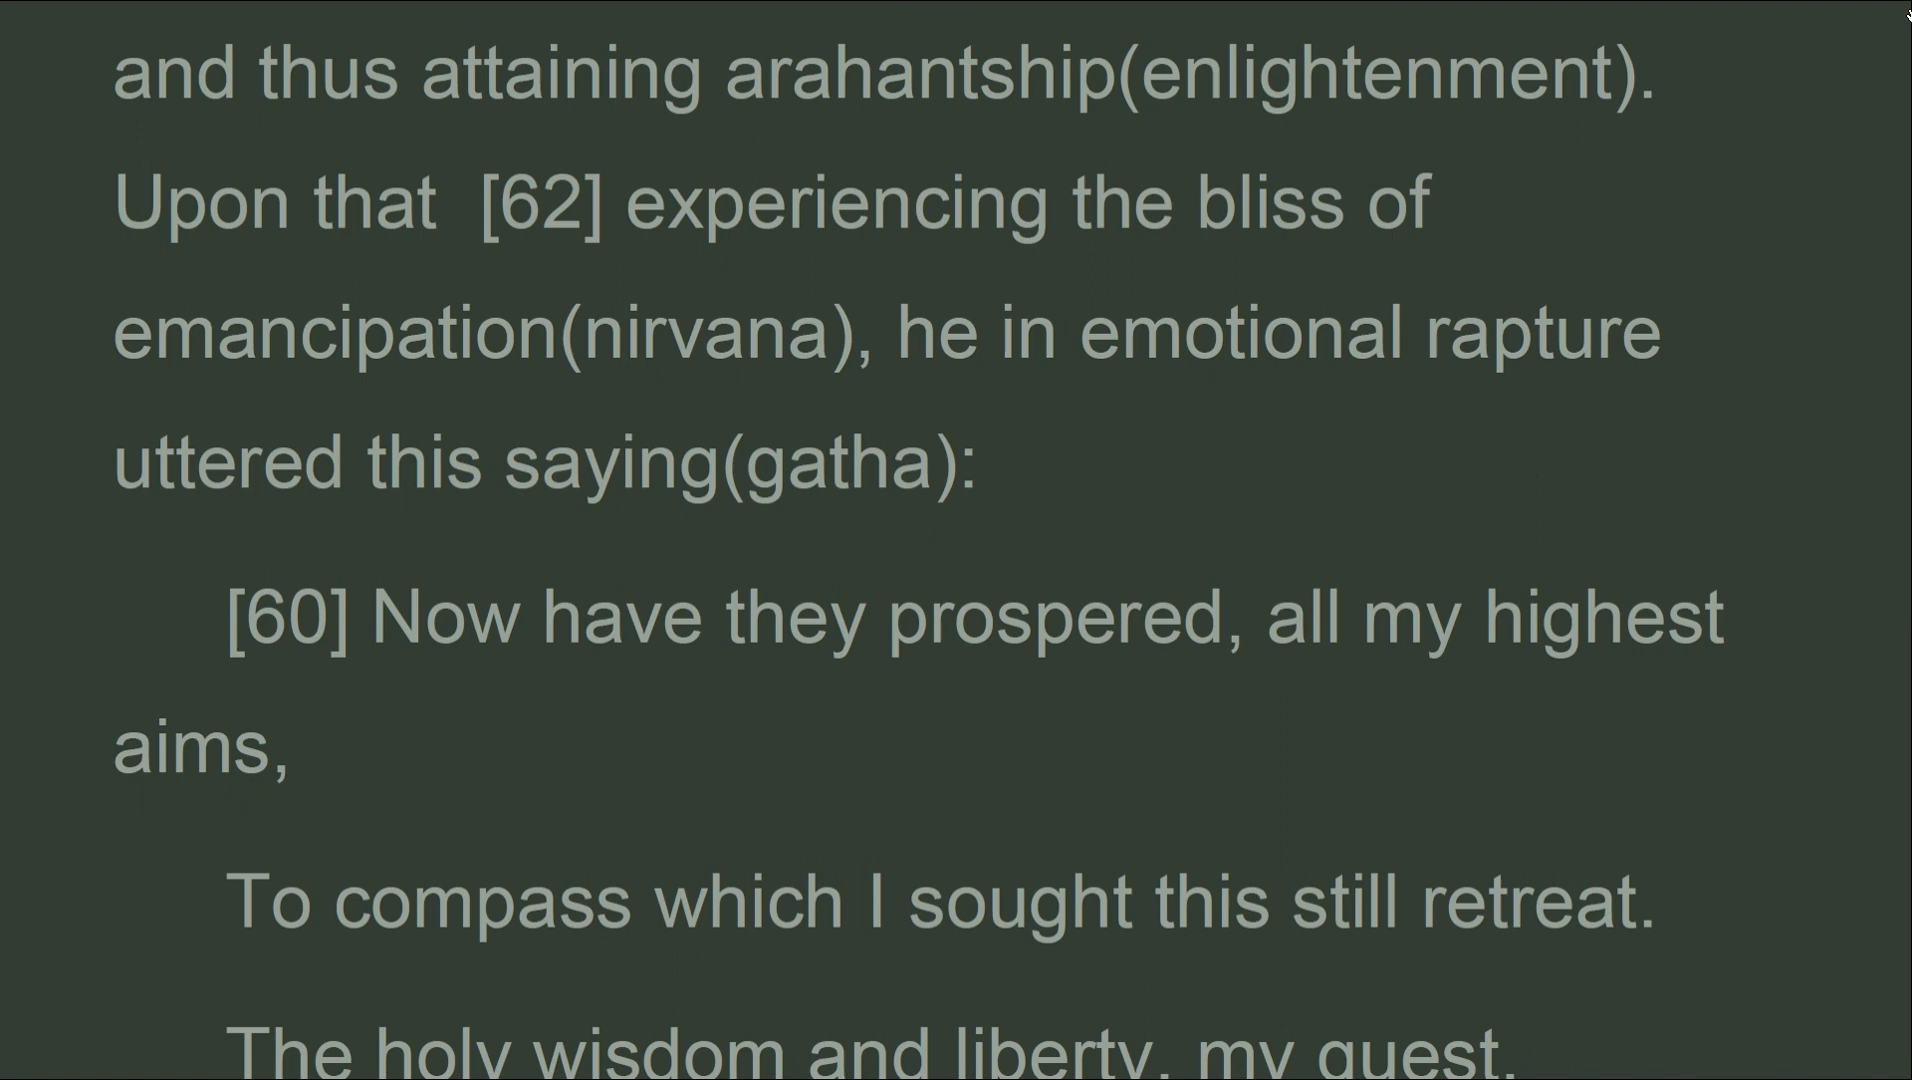 and thus attaining arahantship(enlightenment).
Upon that  [62] experiencing the bliss of
emancipation(nirvana), he in emotional rapture
uttered this saying(gatha):
[60] Now have they prospered, all my highest
aims,
To compass which I sought this still retreat.
The holy wisdom and liberty, my quest,